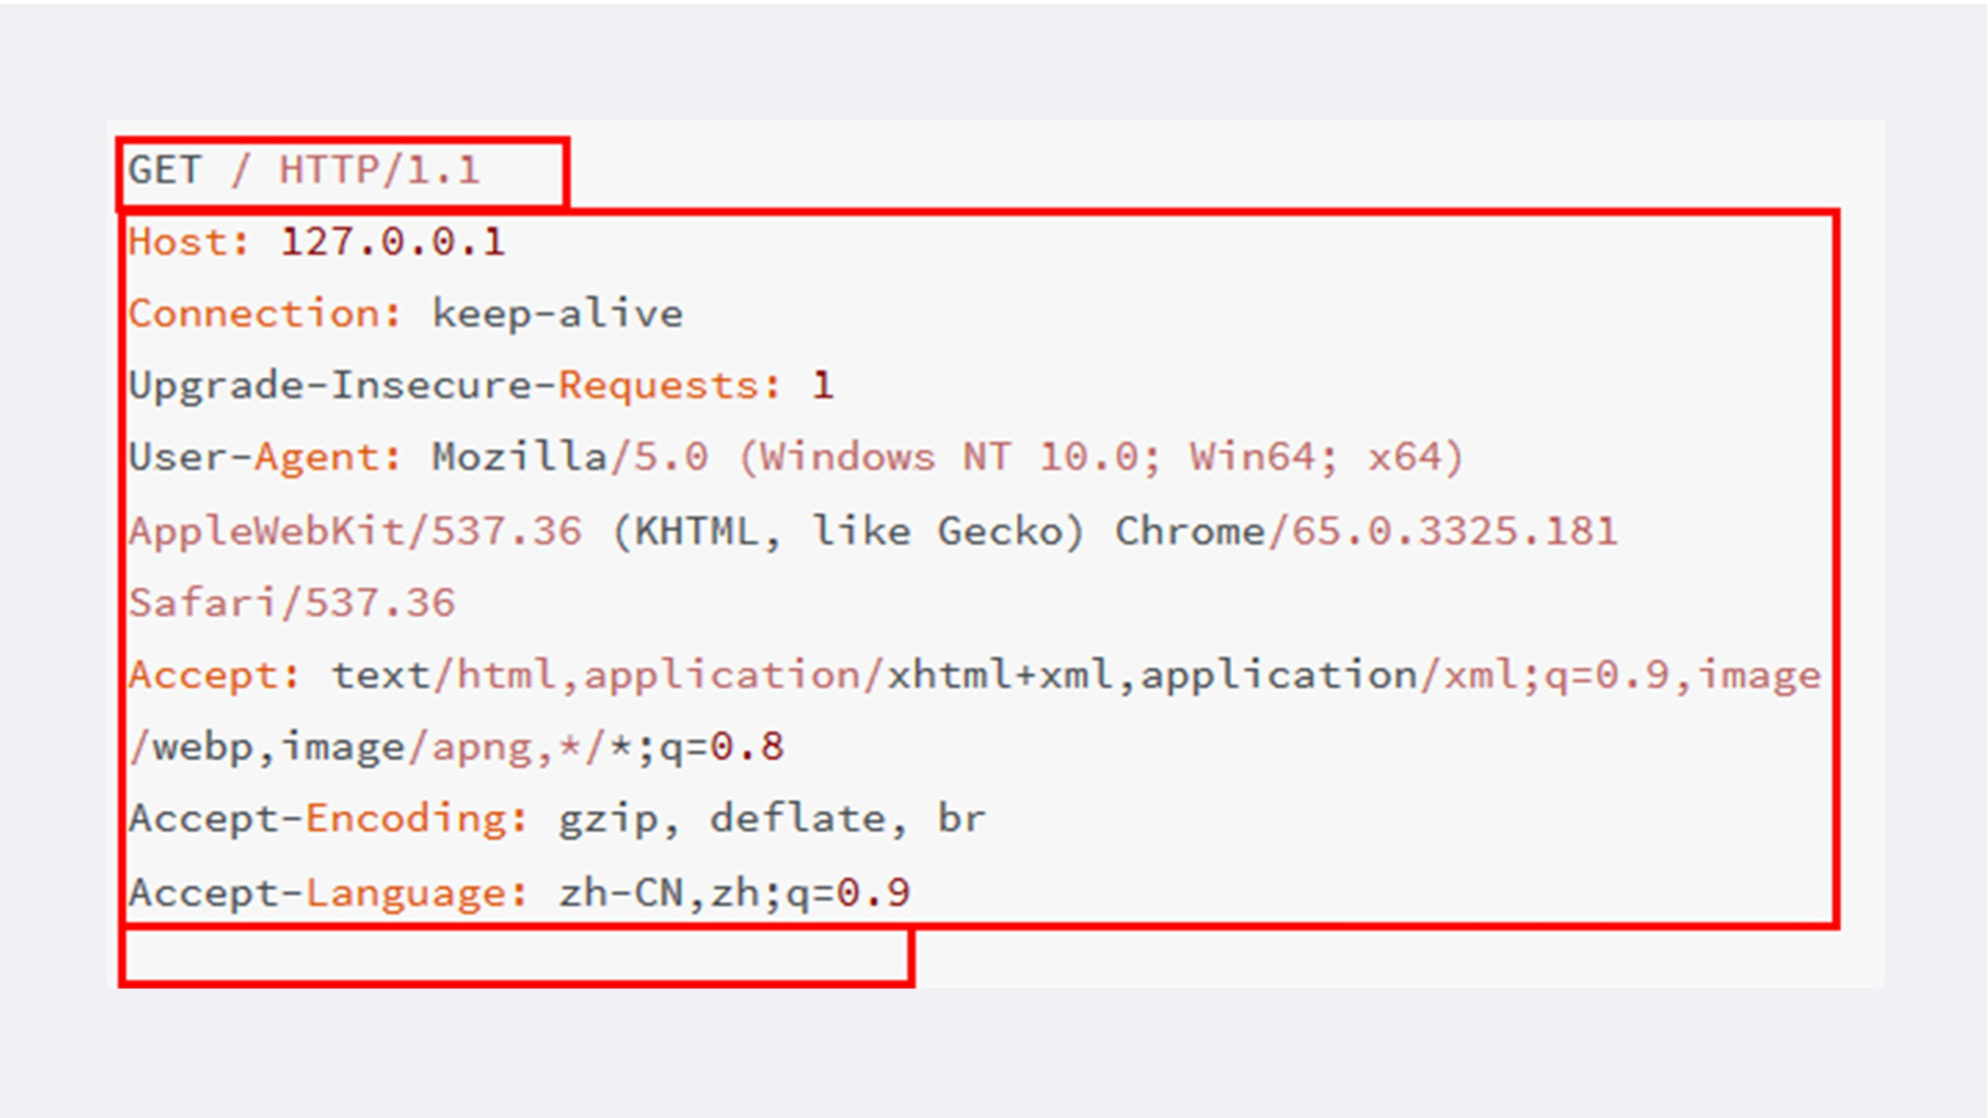 GET / HTTP/1.1
Host: 127.0.0.1
Connection: keep-alive
Upgrade-Insecure-Requests: 1
User-Agent: Mozilla/5.0 (Windows NT 10.0; Win64; x64)
AppleWebKit/537.36 (KHTML, like Gecko) Chrome/65.0.3325.181
Safari/537.36
Accept: text/html,application/xhtml+xml,application/xml;q=0.9,image
/webp,image/apng,*/*;q=0.8
Accept-Encoding: gzip, deflate, br
Accept-Language: zh-CN,zh;q=0.9